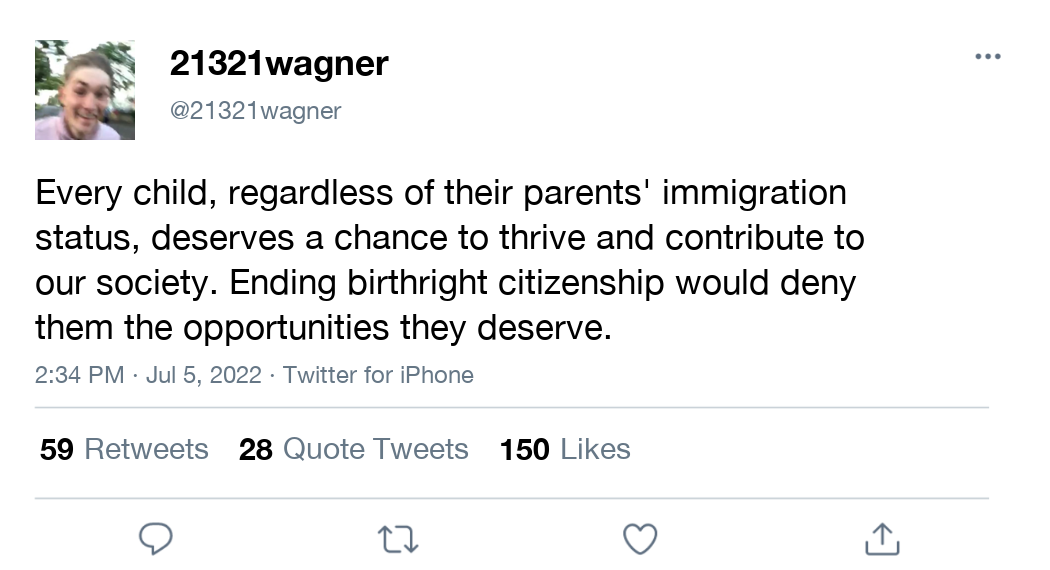 21321wagner
@21321wagner
Every child, regardless of their parents' immigration
status, deserves a chance to thrive and contribute to
our society. Ending birthright citizenship would deny
them the opportunities they deserve.
2:34 PM · Jul 5, 2022 · Twitter for iPhone
59 Retweets 28 Quote Tweets 150 Likes